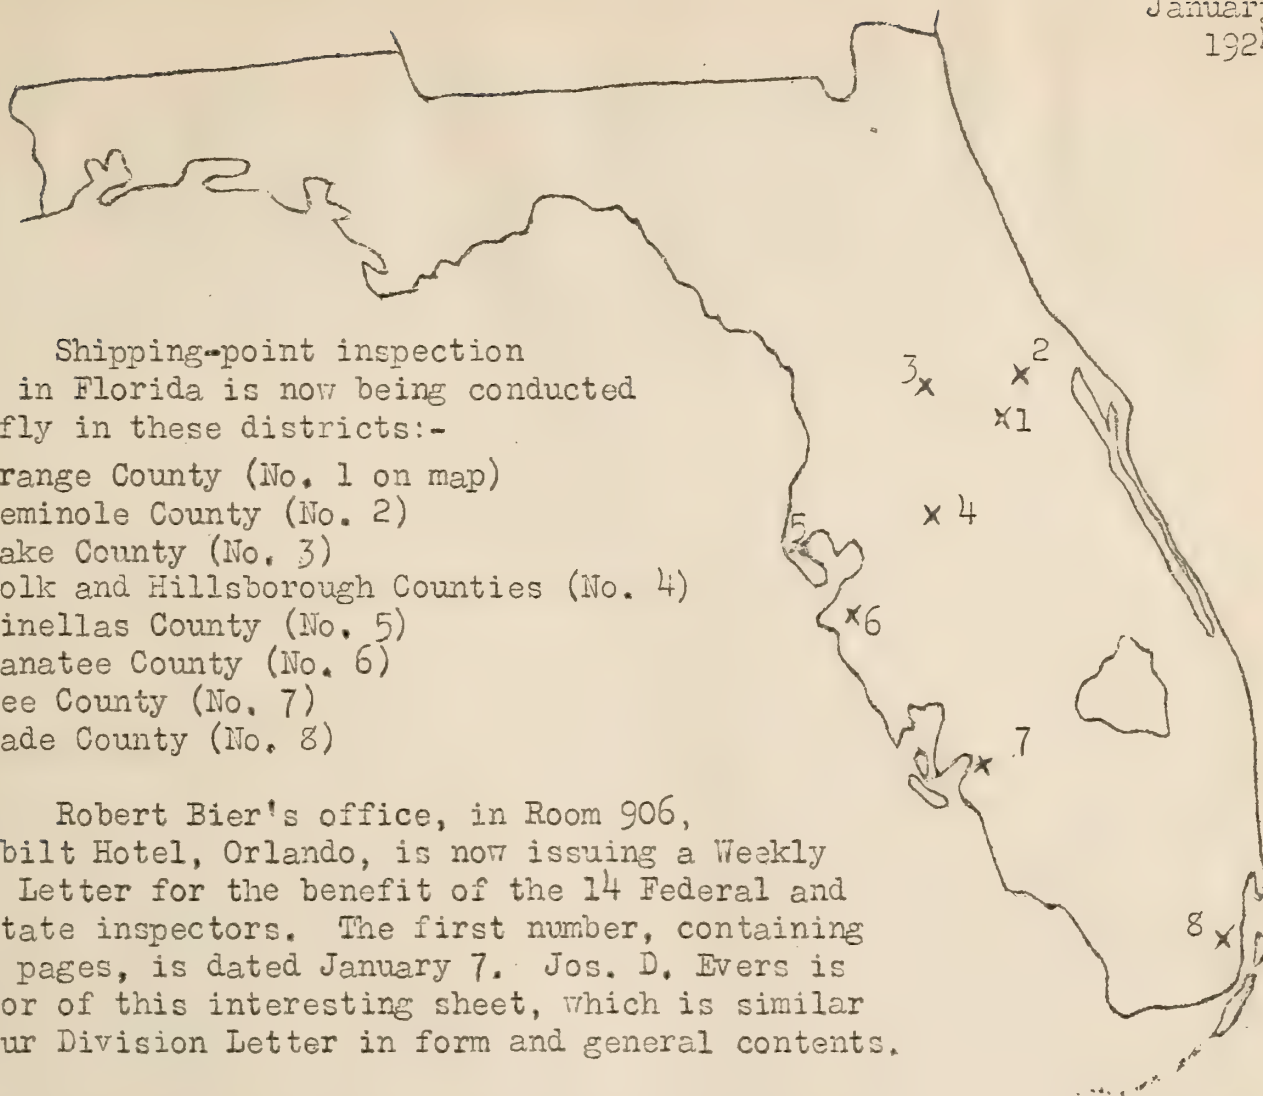 January
1924
Shipping-point inspection
in Florida is now being conducted
fly in these districts:-
range County (No. 1 on map)
eminole County (No. 2)
ake County (No. 3)
olk and Hillsborough Counties (No. 4)
inellas County (No. 5)
anatee County (No. 6)
ee County (No. 7)
ade County (No. 8)
Robert Bier's office, in Room 906,
bilt Hotel, Orlando, is now issuing a Weekly
Letter for the benefit of the 14 Federal and
tate inspectors. The first number, containing
pages, is dated January 7. Jos. D. Evers is
or of this interesting sheet, which is similar
ur Division Letter in form and general contents.
3
2
1
4
5
6
7
8